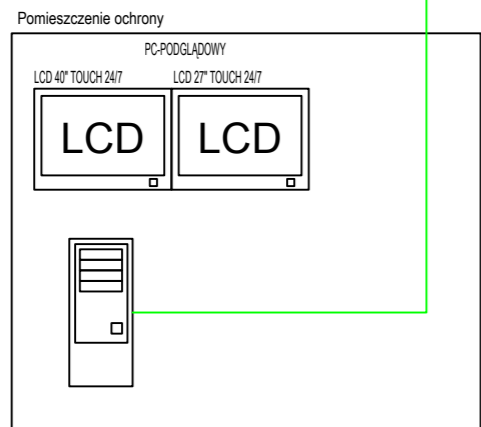 Pomieszczenie ochrony
PC-PODGLĄDOWY
LCD 40" TOUCH 24/7 LCD 27" TOUCH 24/7
LCD LCD